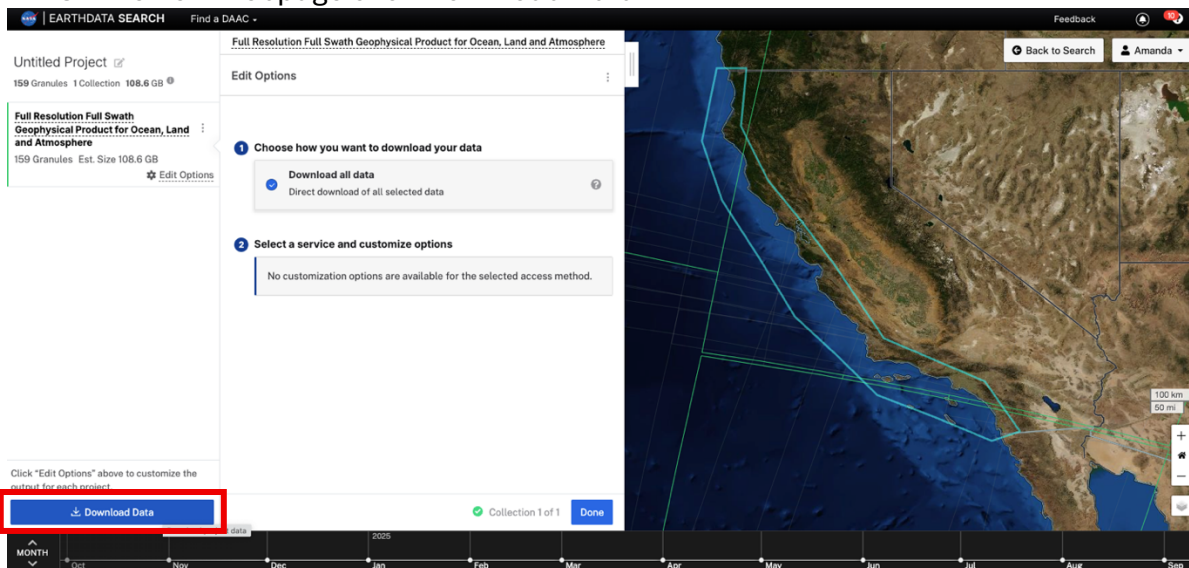 EARTHDATA SEARCH Find a DAAC
Feedback
10
Full Resolution Full Swath Geophysical Product for Ocean, Land and Atmosphere
Back to Search
Amanda
Untitled Project
159 Granules 1 Collection 108.6 GB
Edit Options
Full Resolution Full Swath
Geophysical Product for Ocean, Land
and Atmosphere
159 Granules Est. Size 108.6 GB
Edit Options
1 Choose how you want to download your data
Download all data
Direct download of all selected data
2 Select a service and customize options
No customization options are available for the selected access method.
100 km
50 mi
Click "Edit Options" above to customize the
output for each project.
Download Data
Collection 1 of 1
Done
data
2025
MONTH
Oct Nov Dec Jan Feb Mar Apr May Jun Jul Aug Sep